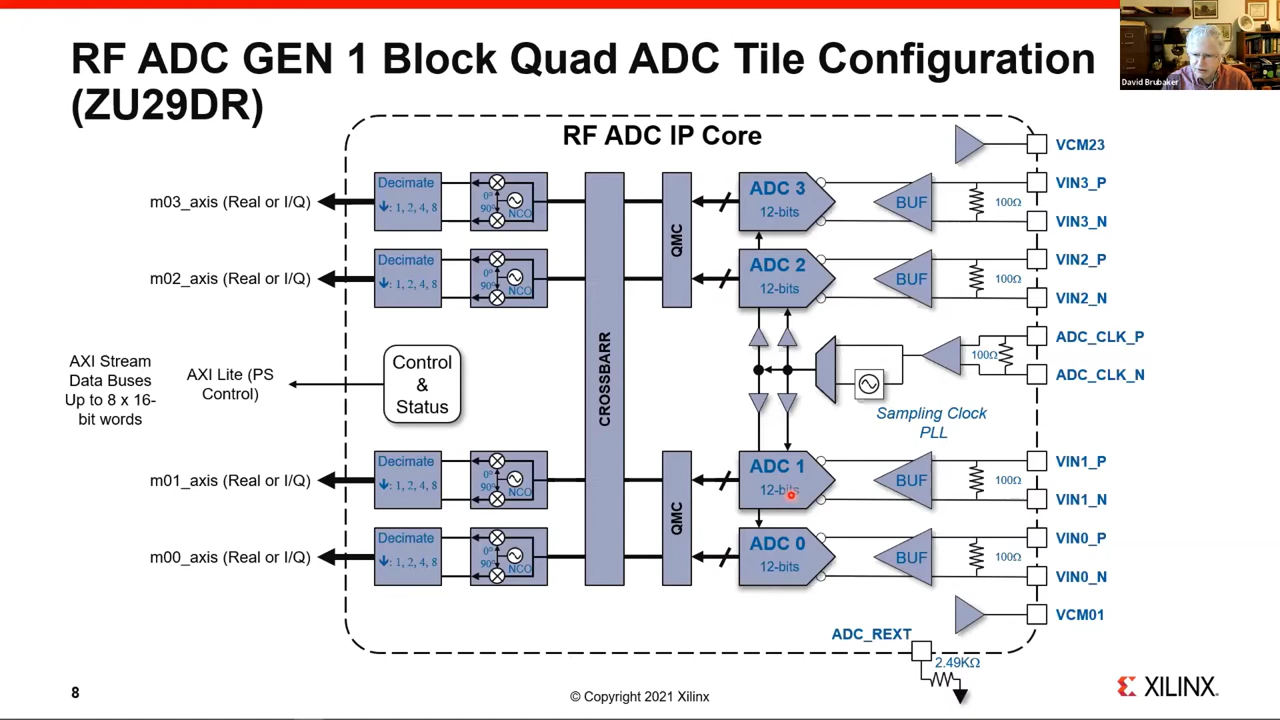 RF ADC GEN 1 Block Quad ADC Tile Configuration
(ZU29DR)
David Brubaker
RF ADC IP Core
VCM23
m03_axis (Real or I/Q)
Decimate
: 1, 2, 4, 8
0°
90°
NCO
QMC
ADC 3
12-bits
BUF
100Ω
VIN3_P
VIN3_N
m02_axis (Real or I/Q)
Decimate
: 1, 2, 4, 8
0°
90°
NCO
ADC 2
12-bits
BUF
100Ω
VIN2_P
VIN2_N
CROSSBARR
AXI Stream
Data Buses
Up to 8 x 16-
bit words
AXI Lite (PS
Control)
Control
&
Status
100Ω
ADC_CLK_P
ADC_CLK_N
Sampling Clock
PLL
m01_axis (Real or I/Q)
Decimate
: 1, 2, 4, 8
0°
90°
NCO
QMC
ADC 1
12-bits
BUF
100Ω
VIN1_P
VIN1_N
m00_axis (Real or I/Q)
Decimate
: 1, 2, 4, 8
0°
90°
NCO
ADC 0
12-bits
BUF
100Ω
VIN0_P
VIN0_N
VCM01
ADC_REXT
2.49KΩ
8
© Copyright 2021 Xilinx
XILINX.